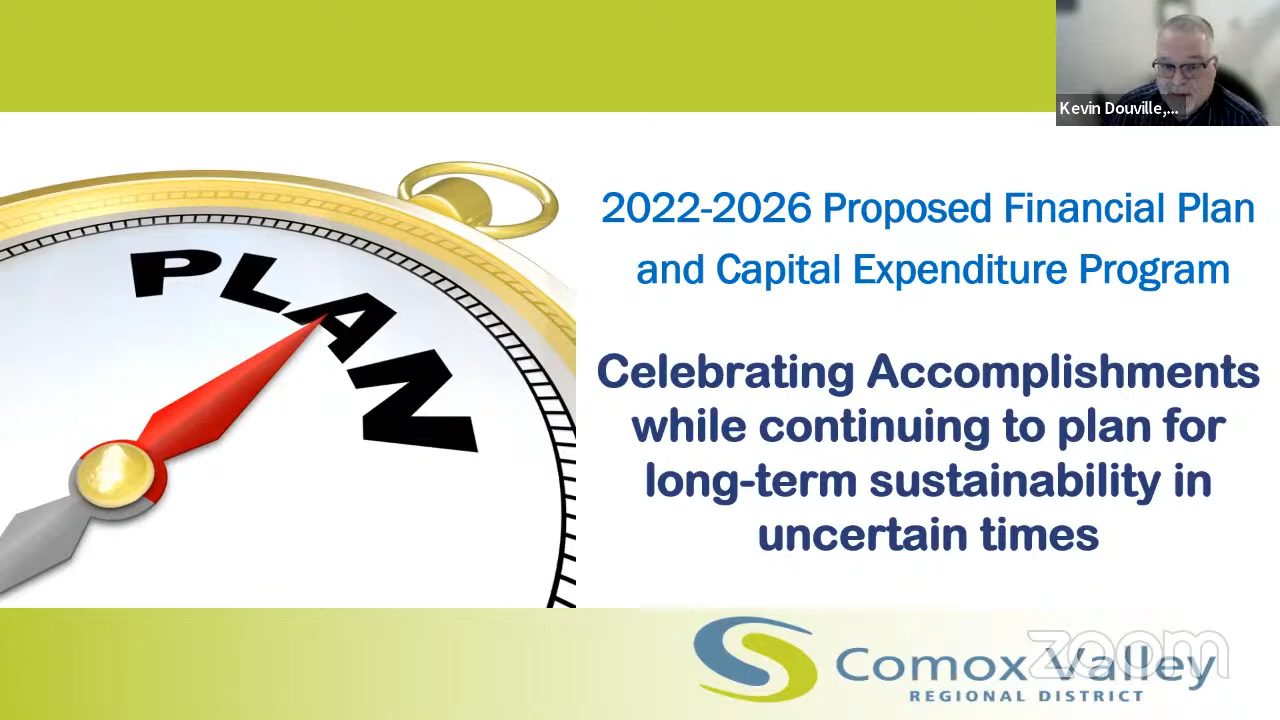 Kevin Douville,...
PLAN
2022-2026 Proposed Financial Plan
and Capital Expenditure Program
Celebrating Accomplishments
while continuing to plan for
long-term sustainability in
uncertain times
Comox Valley
REGIONAL DISTRICT
zoom